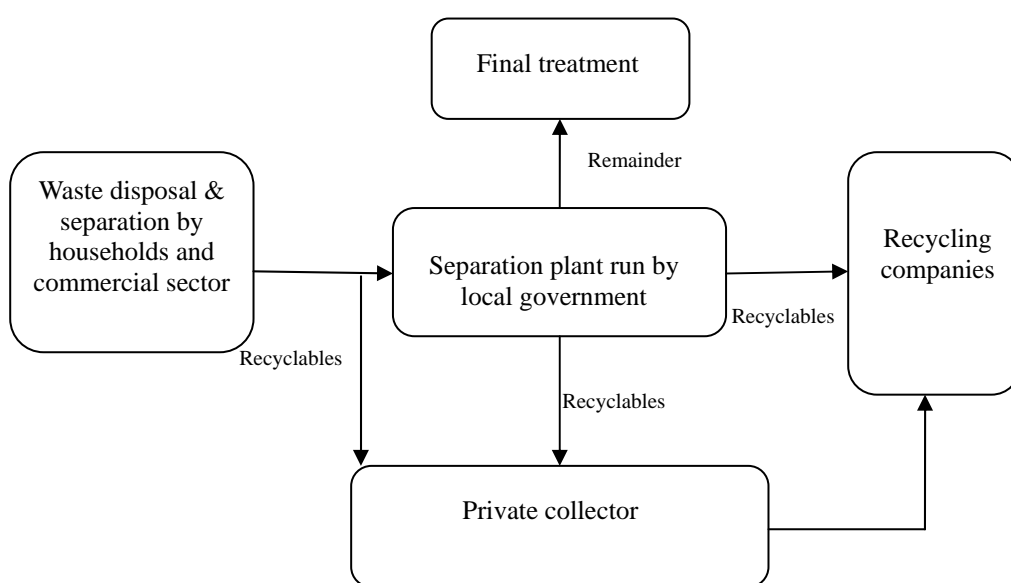 Final treatment
Remainder
Waste disposal &
separation by
households and
commercial sector
Separation plant run by
local government
Recycling
companies
Recyclables
Recyclables
Recyclables
Private collector